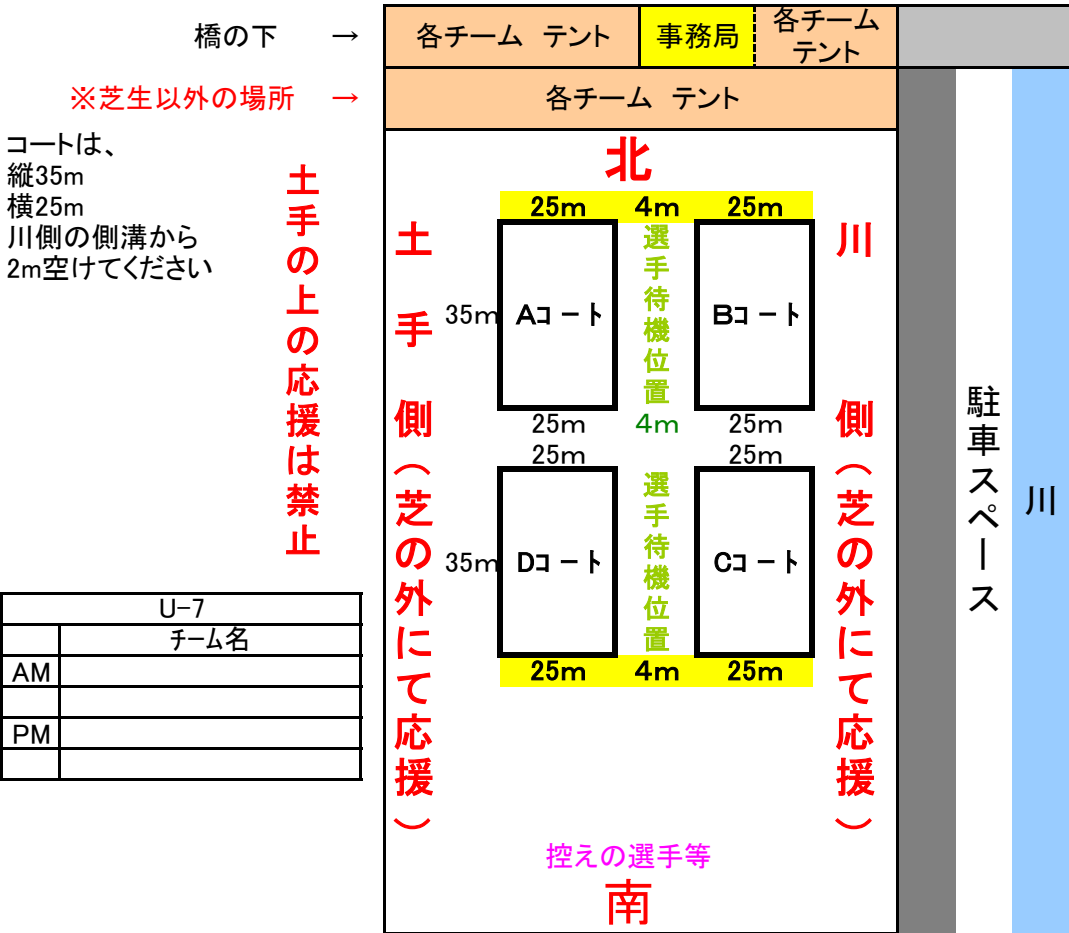 橋の下 →
各チーム テント
事務局
各チーム
テント
※芝生以外の場所 →
各チーム テント
コートは、
縦35m
横25m
川側の側溝から
2m空けてください
土手の上の応援は禁止
北
土手側(芝の外にて応援)
25m 4m 25m
選手待機位置
35m
Aコート
Bコート
25m 4m 25m
25m 25m
選手待機位置
35m
Dコート
Cコート
25m 4m 25m
川側(芝の外にて応援)
駐車スペース
川
U-7
チーム名
AM
PM
控えの選手等
南